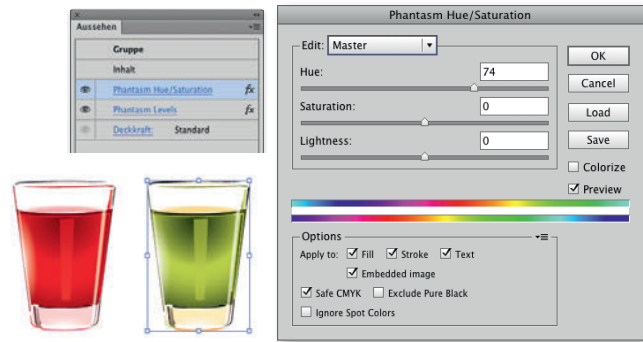 Aussehen
Gruppe
Inhalt
Phantasm Hue/Saturation fx
Phantasm Levels fx
Deckkraft: Standard
Phantasm Hue/Saturation
Edit: Master
Hue: 74
Saturation: 0
Lightness: 0
OK
Cancel
Load
Save
Colorize
Preview
Options
Apply to: Fill Stroke Text
Embedded image
Safe CMYK Exclude Pure Black
Ignore Spot Colors